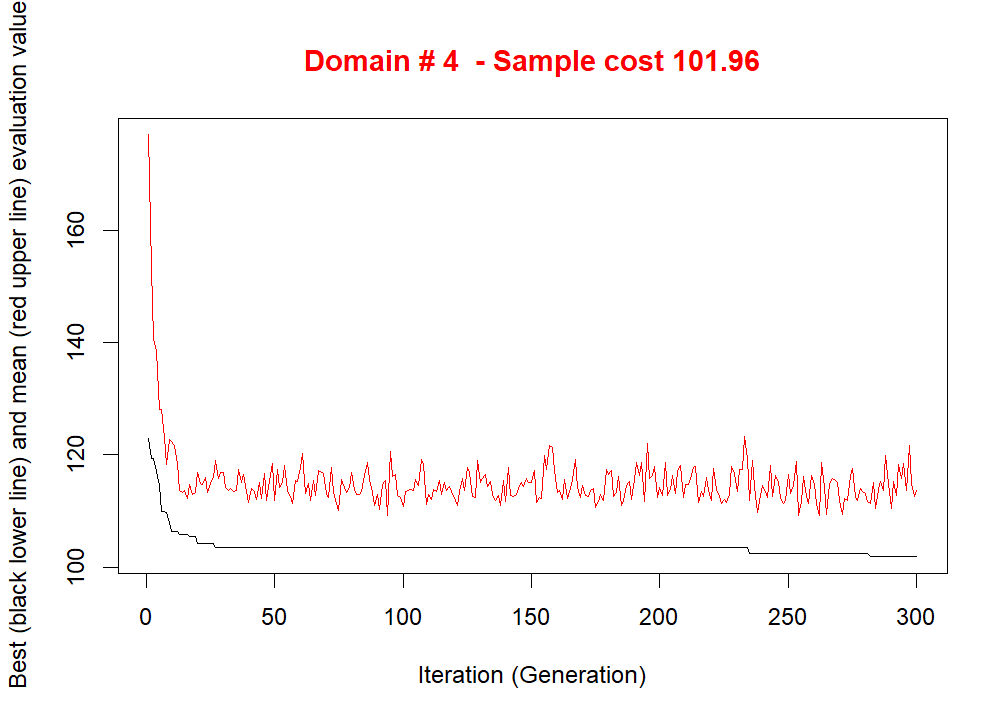 Domain # 4  - Sample cost 101.96
Best (black lower line) and mean (red upper line) evaluation value
160
140
120
100
0 50 100 150 200 250 300
Iteration (Generation)